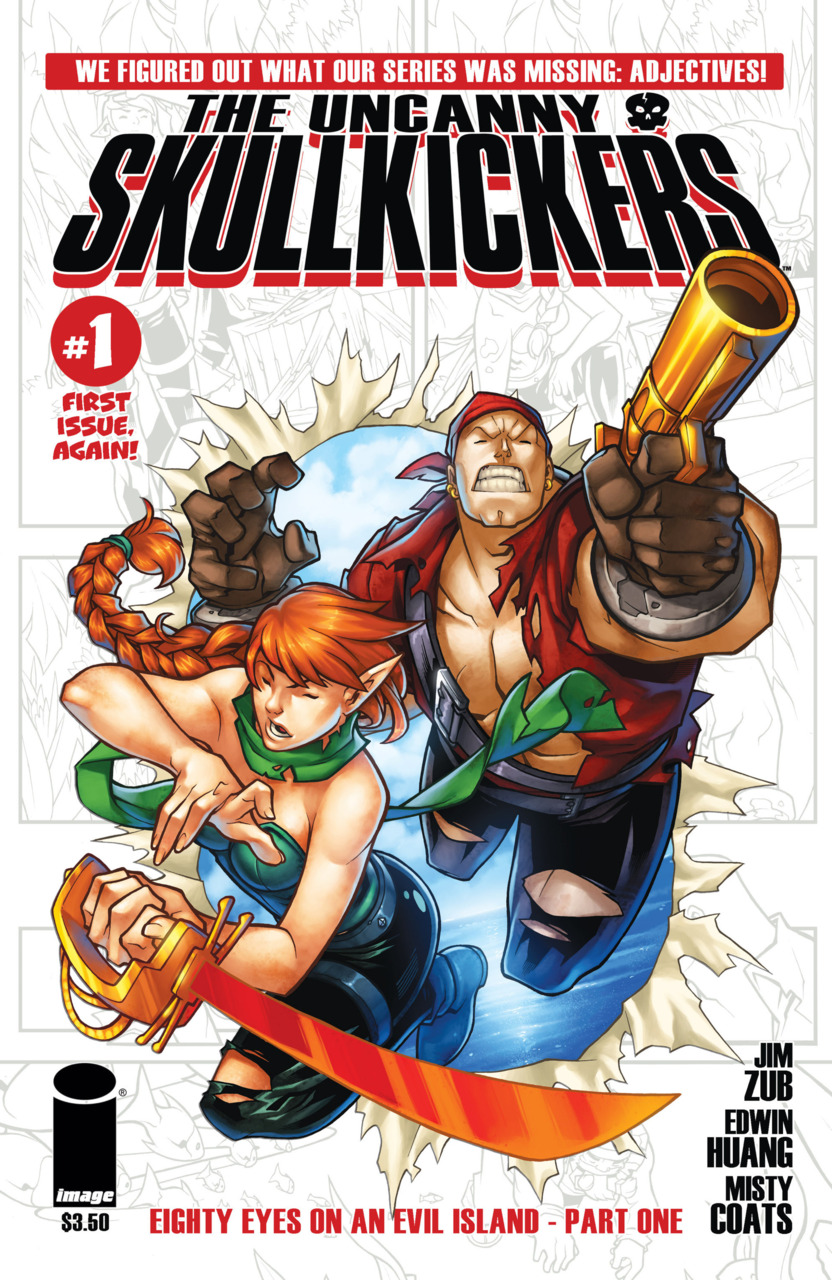 WE FIGURED OUT WHAT OUR SERIES WAS MISSING: ADJECTIVES!
THE UNCANNY
SKULLKICKERS™
#1
FIRST
ISSUE,
AGAIN!
JIM
ZUB
EDWIN
HUANG
MISTY
COATS
®
image
$3.50
EIGHTY EYES ON AN EVIL ISLAND - PART ONE